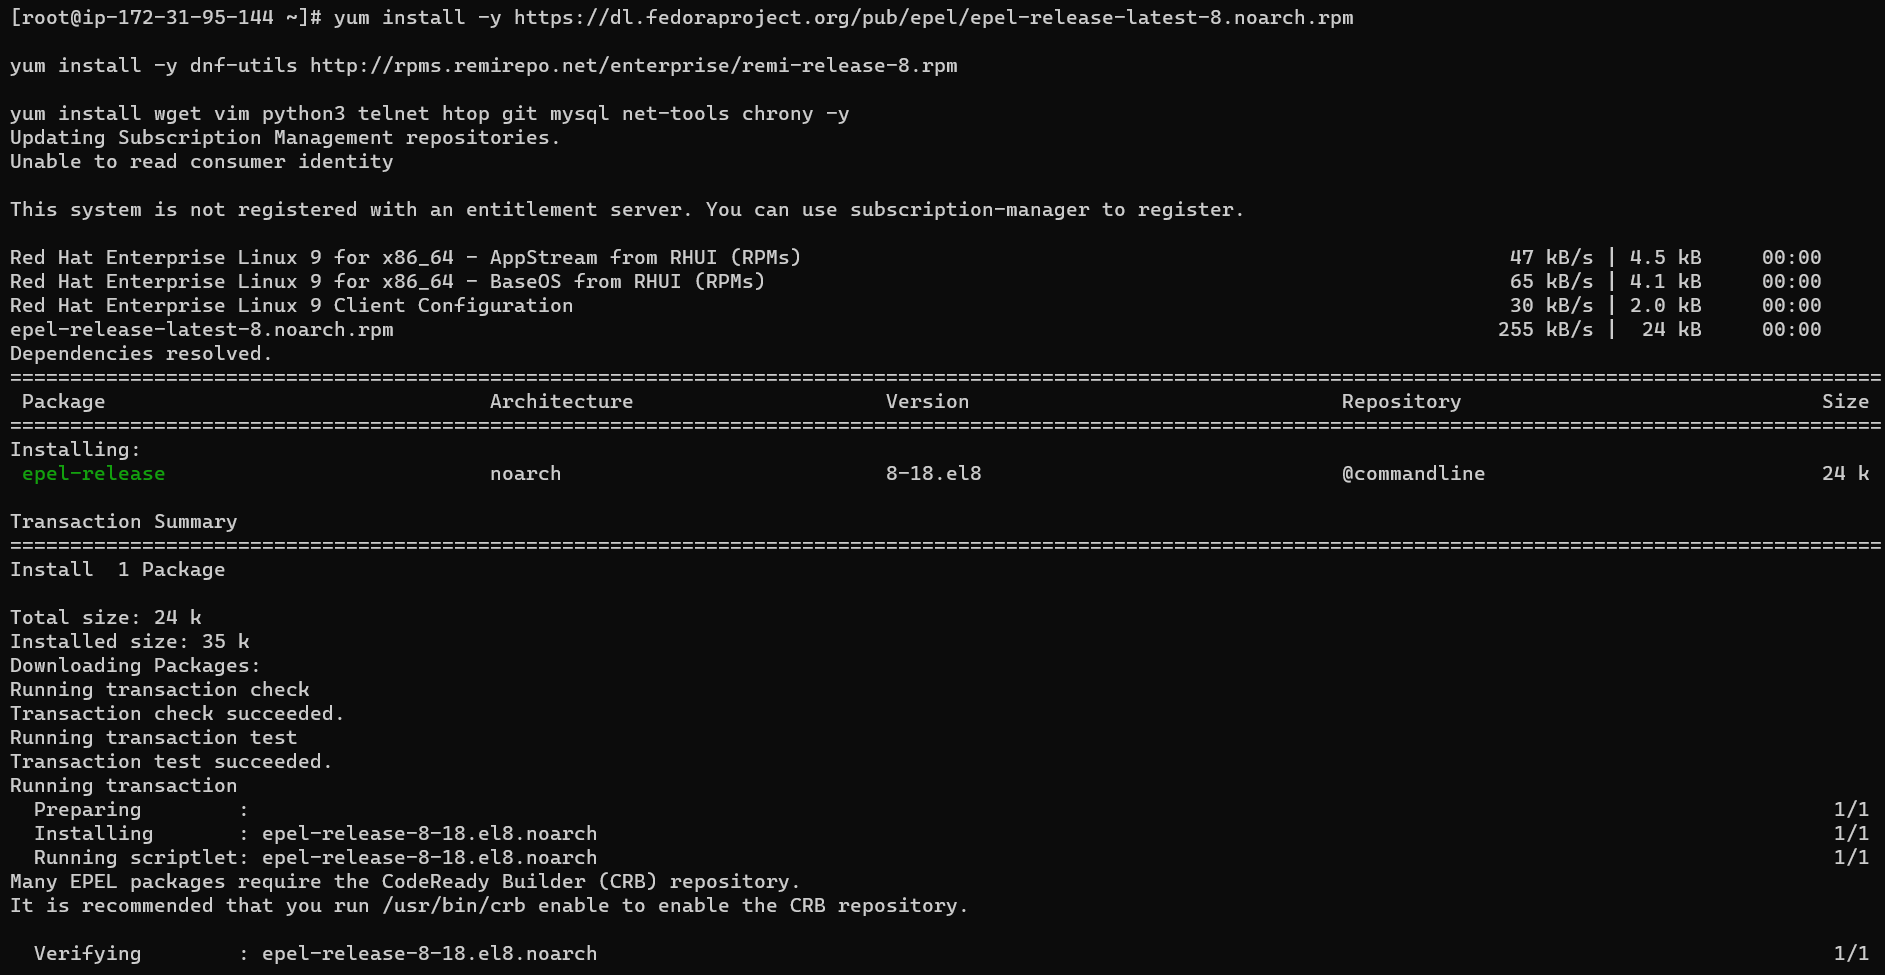 [root@ip-172-31-95-144 ~]# yum install -y https://dl.fedoraproject.org/pub/epel/epel-release-latest-8.noarch.rpm
yum install -y dnf-utils http://rpms.remirepo.net/enterprise/remi-release-8.rpm
yum install wget vim python3 telnet htop git mysql net-tools chrony -y
Updating Subscription Management repositories.
Unable to read consumer identity
This system is not registered with an entitlement server. You can use subscription-manager to register.
Red Hat Enterprise Linux 9 for x86_64 - AppStream from RHUI (RPMs) 47 kB/s | 4.5 kB 00:00
Red Hat Enterprise Linux 9 for x86_64 - BaseOS from RHUI (RPMs) 65 kB/s | 4.1 kB 00:00
Red Hat Enterprise Linux 9 Client Configuration 30 kB/s | 2.0 kB 00:00
epel-release-latest-8.noarch.rpm 255 kB/s | 24 kB 00:00
Dependencies resolved.
============================================================================================================================================================
Package Architecture Version Repository Size
============================================================================================================================================================
Installing:
epel-release noarch 8-18.el8 @commandline 24 k
Transaction Summary
============================================================================================================================================================
Install 1 Package
Total size: 24 k
Installed size: 35 k
Downloading Packages:
Running transaction check
Transaction check succeeded.
Running transaction test
Transaction test succeeded.
Running transaction
Preparing : 1/1
Installing : epel-release-8-18.el8.noarch 1/1
Running scriptlet: epel-release-8-18.el8.noarch 1/1
Many EPEL packages require the CodeReady Builder (CRB) repository.
It is recommended that you run /usr/bin/crb enable to enable the CRB repository.
Verifying : epel-release-8-18.el8.noarch 1/1